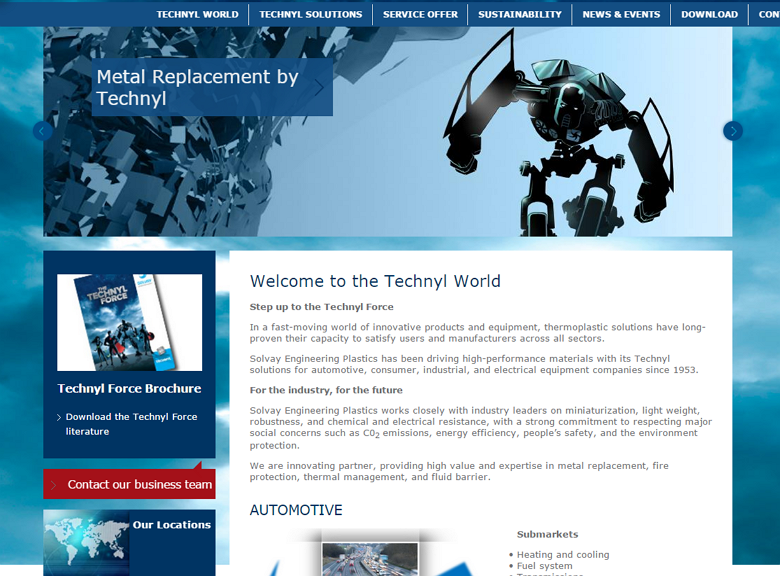 TECHNYL WORLD
TECHNYL SOLUTIONS
SERVICE OFFER
SUSTAINABILITY
NEWS & EVENTS
DOWNLOAD
CON
Metal Replacement by
Technyl
THE
TECHNYL
FORCE
Technyl Force Brochure
Download the Technyl Force
literature
Contact our business team
Our Locations
Welcome to the Technyl World
Step up to the Technyl Force
In a fast-moving world of innovative products and equipment, thermoplastic solutions have long-
proven their capacity to satisfy users and manufacturers across all sectors.
Solvay Engineering Plastics has been driving high-performance materials with its Technyl
solutions for automotive, consumer, industrial, and electrical equipment companies since 1953.
For the industry, for the future
Solvay Engineering Plastics works closely with industry leaders on miniaturization, light weight,
robustness, and chemical and electrical resistance, with a strong commitment to respecting major
social concerns such as C0₂ emissions, energy efficiency, people's safety, and the environment
protection.
We are innovating partner, providing high value and expertise in metal replacement, fire
protection, thermal management, and fluid barrier.
AUTOMOTIVE
Submarkets
• Heating and cooling
• Fuel system
• Transmissions